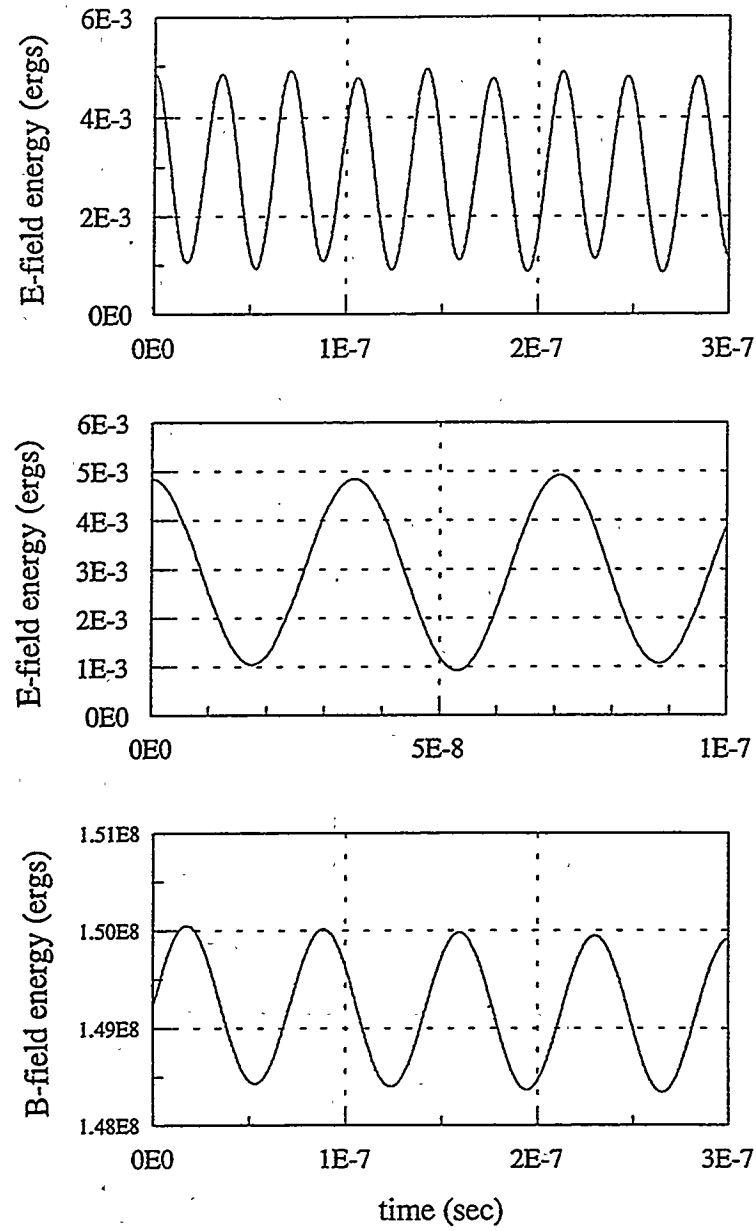 6E-3
4E-3
2E-3
0E0
E-field energy (ergs)
0E0 1E-7 2E-7 3E-7
6E-3
5E-3
4E-3
3E-3
2E-3
1E-3
0E0
E-field energy (ergs)
0E0 5E-8 1E-7
1.51E8
1.50E8
1.49E8
1.48E8
B-field energy (ergs)
0E0 1E-7 2E-7 3E-7
time (sec)